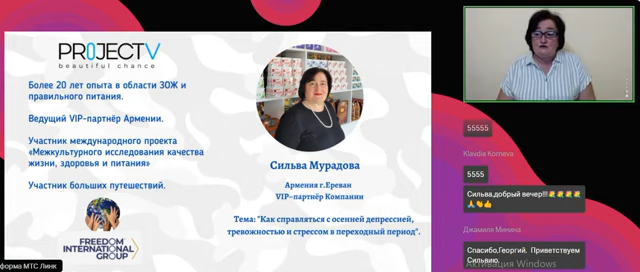 PROJECTV
beautiful chance
Более 20 лет опыта в области ЗОЖ и
правильного питания.
Ведущий VIP-партнёр Армении.
Участник международного проекта
«Межкультурного исследования качества
жизни, здоровья и питания»
Участник больших путешествий.
FREEDOM
INTERNATIONAL
GROUP
Сильва Мурадова
Армения г.Ереван
VIP-партнёр Компании
Тема: "Как справляться с осенней депрессией,
тревожностью и стрессом в переходный период".
форма МТС Линк
55555
Klavdia Korneva
5555
Сильва,добрый вечер!!!💐💐💐💐
🙏👏👍
Джамиля Минина
Спасибо,Георгий. Приветствуем
Сильвию.
Активация Windows